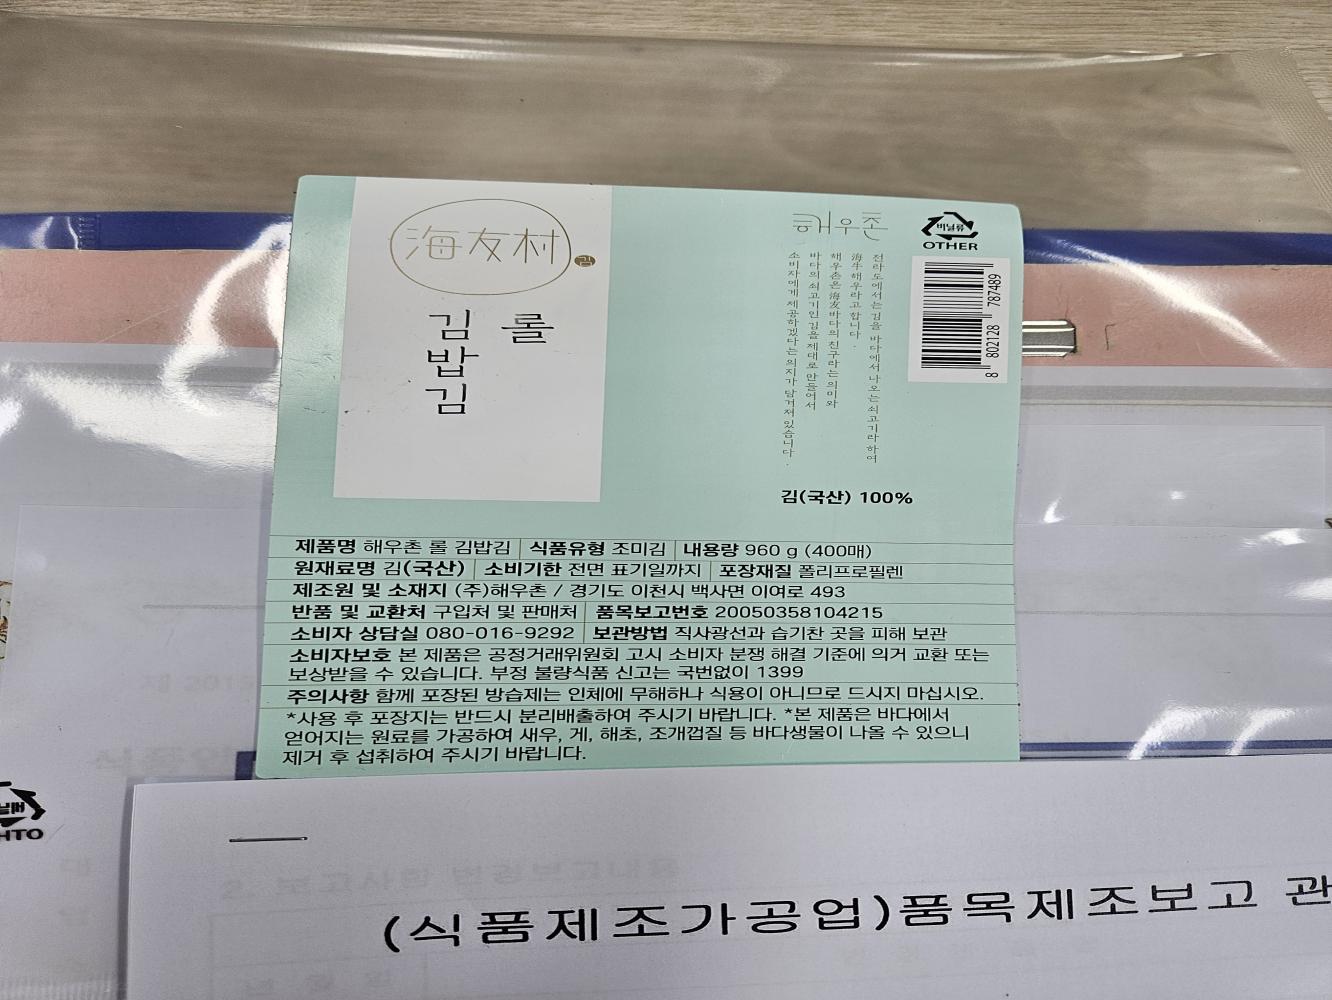 海友村
김
롤
김밥김
해우촌
비닐류
OTHER
전라도에서는 김을 바다에서 나오는 쇠고기라 하여
海牛해우라고 합니다.
해우촌은 海友바다의 친구라는 의미와
바다의 쇠고기인 김을 제대로 만들어서
소비자에게 제공하겠다는 의지가 담겨져 있습니다.
8 802128 787489
김(국산) 100%
제품명 해우촌 롤 김밥김 식품유형 조미김 내용량 960 g (400매)
원재료명 김(국산) 소비기한 전면 표기일까지 포장재질 폴리프로필렌
제조원 및 소재지 (주)해우촌 / 경기도 이천시 백사면 이여로 493
반품 및 교환처 구입처 및 판매처 품목보고번호 20050358104215
소비자 상담실 080-016-9292 보관방법 직사광선과 습기찬 곳을 피해 보관
소비자보호 본 제품은 공정거래위원회 고시 소비자 분쟁 해결 기준에 의거 교환 또는
보상받을 수 있습니다. 부정 불량식품 신고는 국번없이 1399
주의사항 함께 포장된 방습제는 인체에 무해하나 식용이 아니므로 드시지 마십시오.
*사용 후 포장지는 반드시 분리배출하여 주시기 바랍니다. *본 제품은 바다에서
얻어지는 원료를 가공하여 새우, 게, 해초, 조개껍질 등 바다생물이 나올 수 있으니
제거 후 섭취하여 주시기 바랍니다.
(식품제조가공업)품목제조보고 관